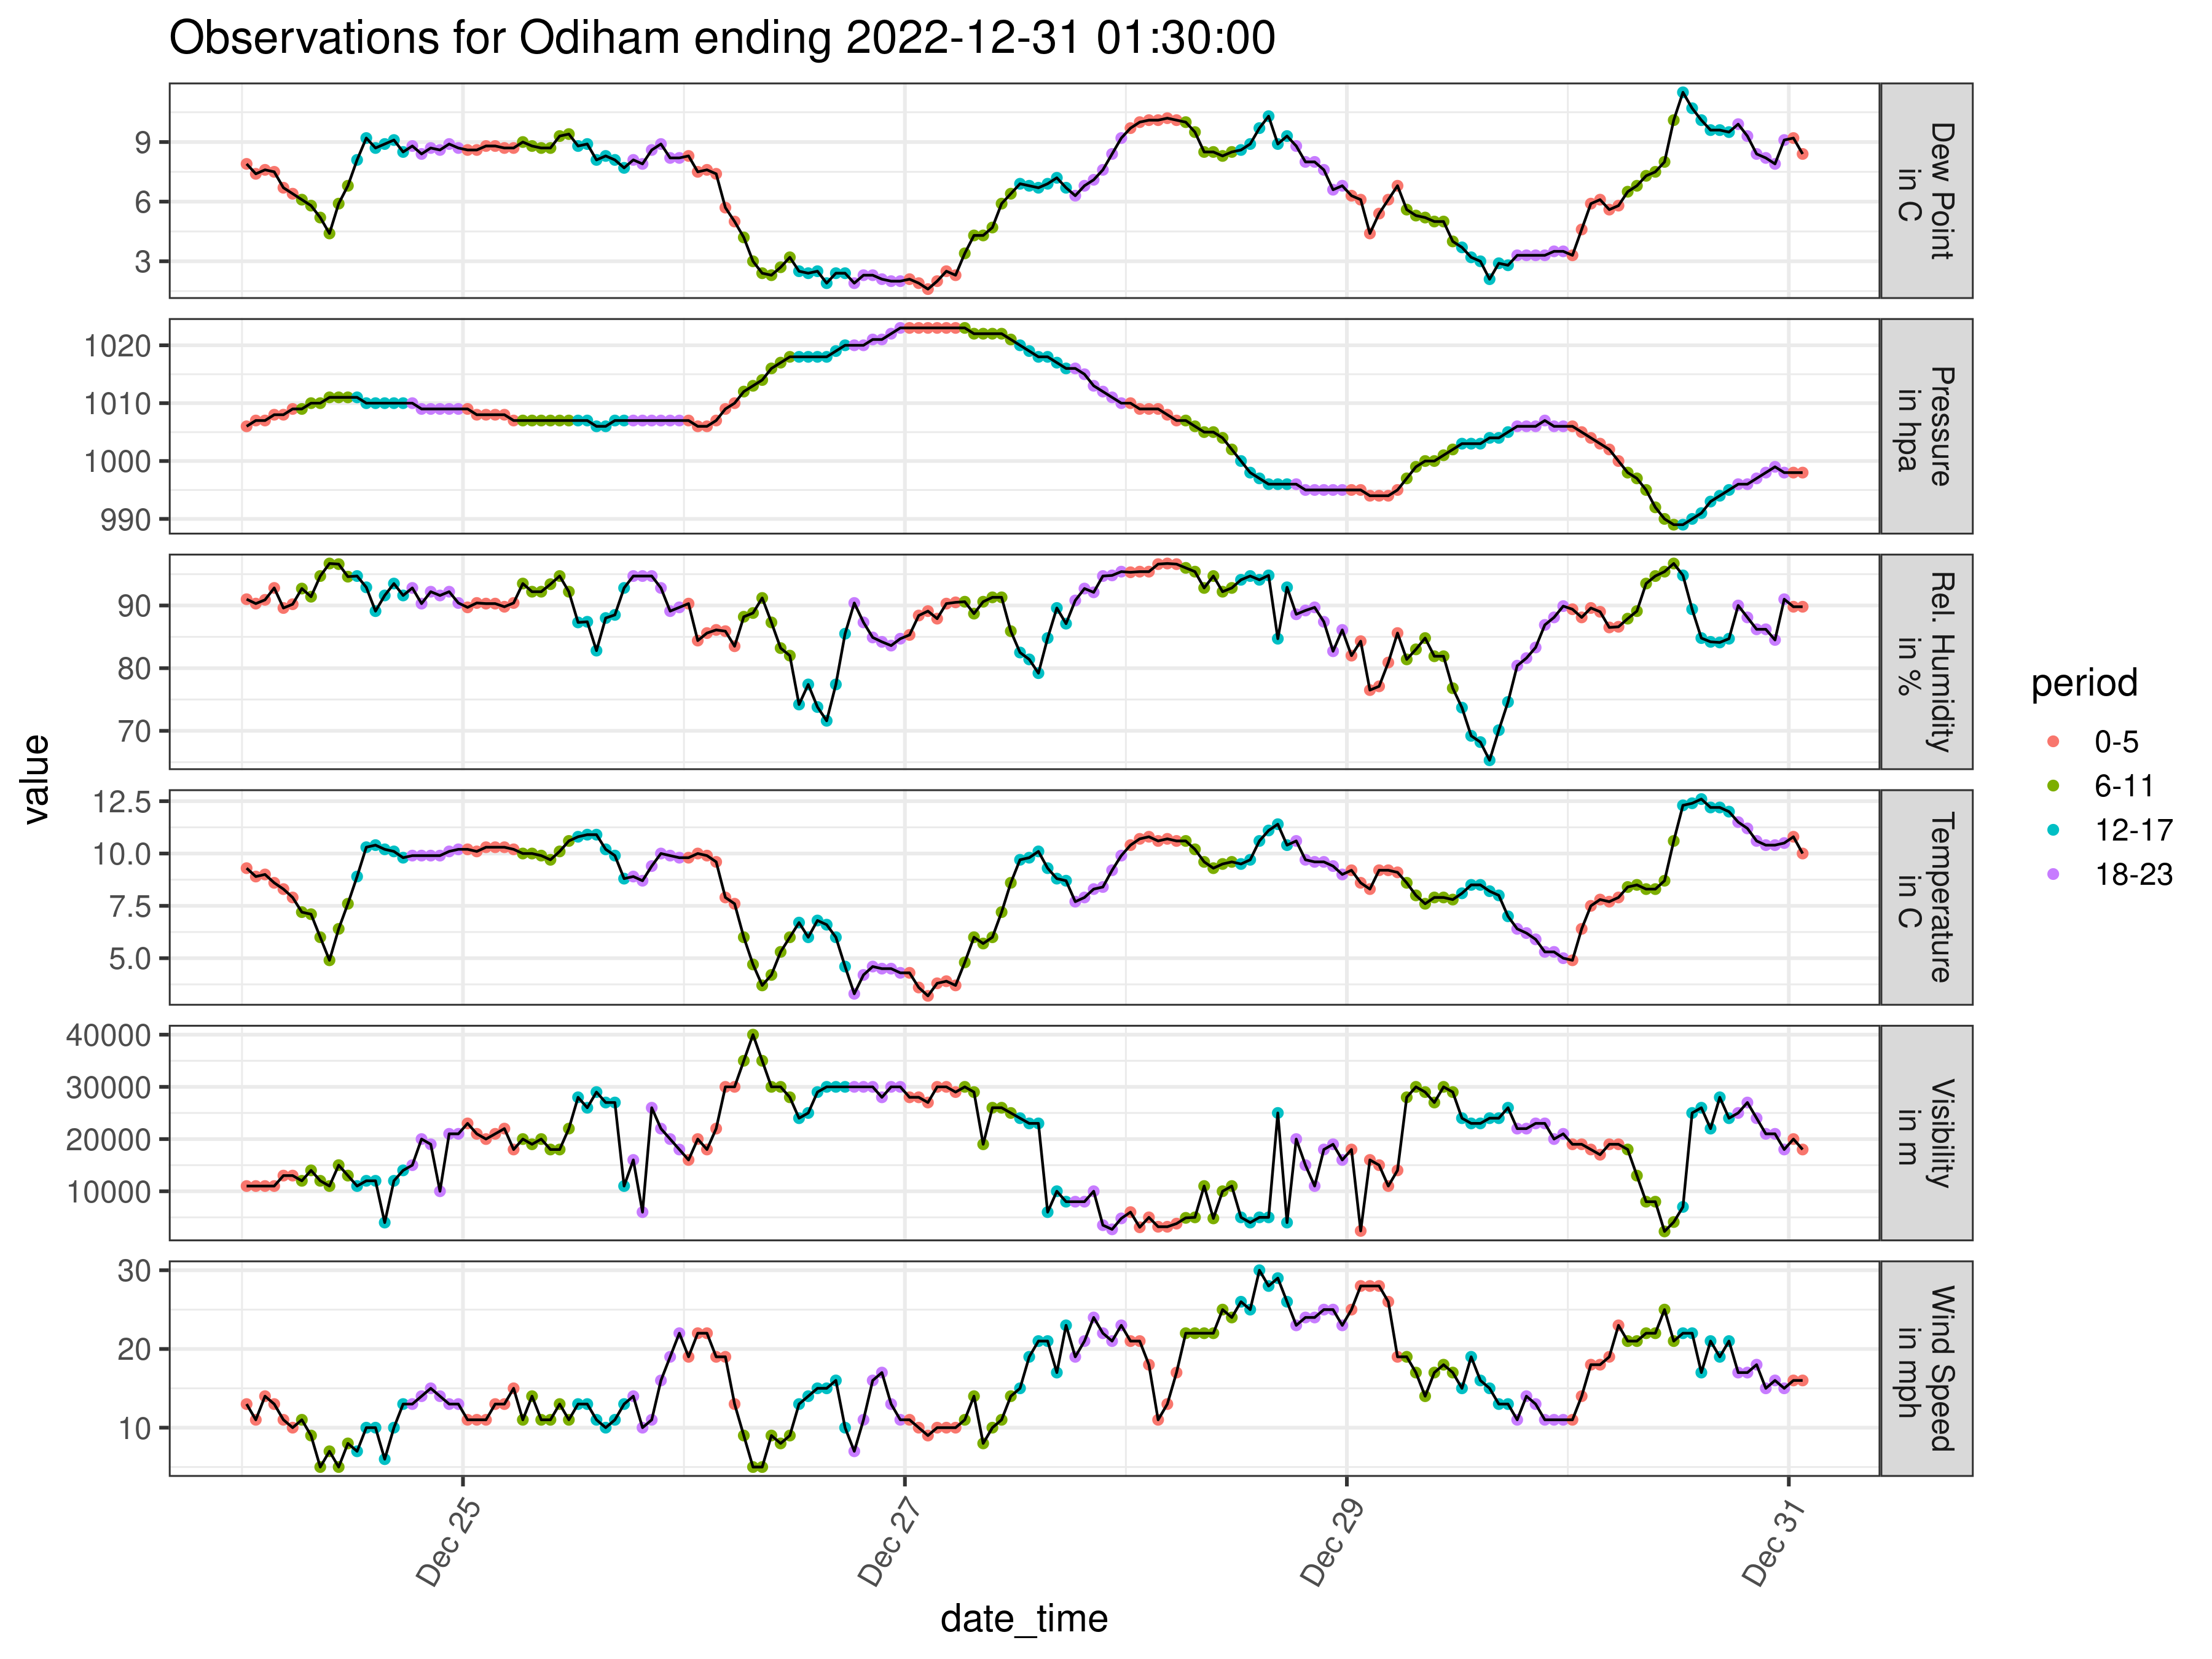 Observations for Odiham ending 2022-12-31 01:30:00
value
9
6
3
Dew Point
in C
1020
1010
1000
990
Pressure
in hpa
90
80
70
Rel. Humidity
in %
12.5
10.0
7.5
5.0
Temperature
in C
40000
30000
20000
10000
Visibility
in m
30
20
10
Wind Speed
in mph
Dec 25
Dec 27
Dec 29
Dec 31
date_time
period
0-5
6-11
12-17
18-23